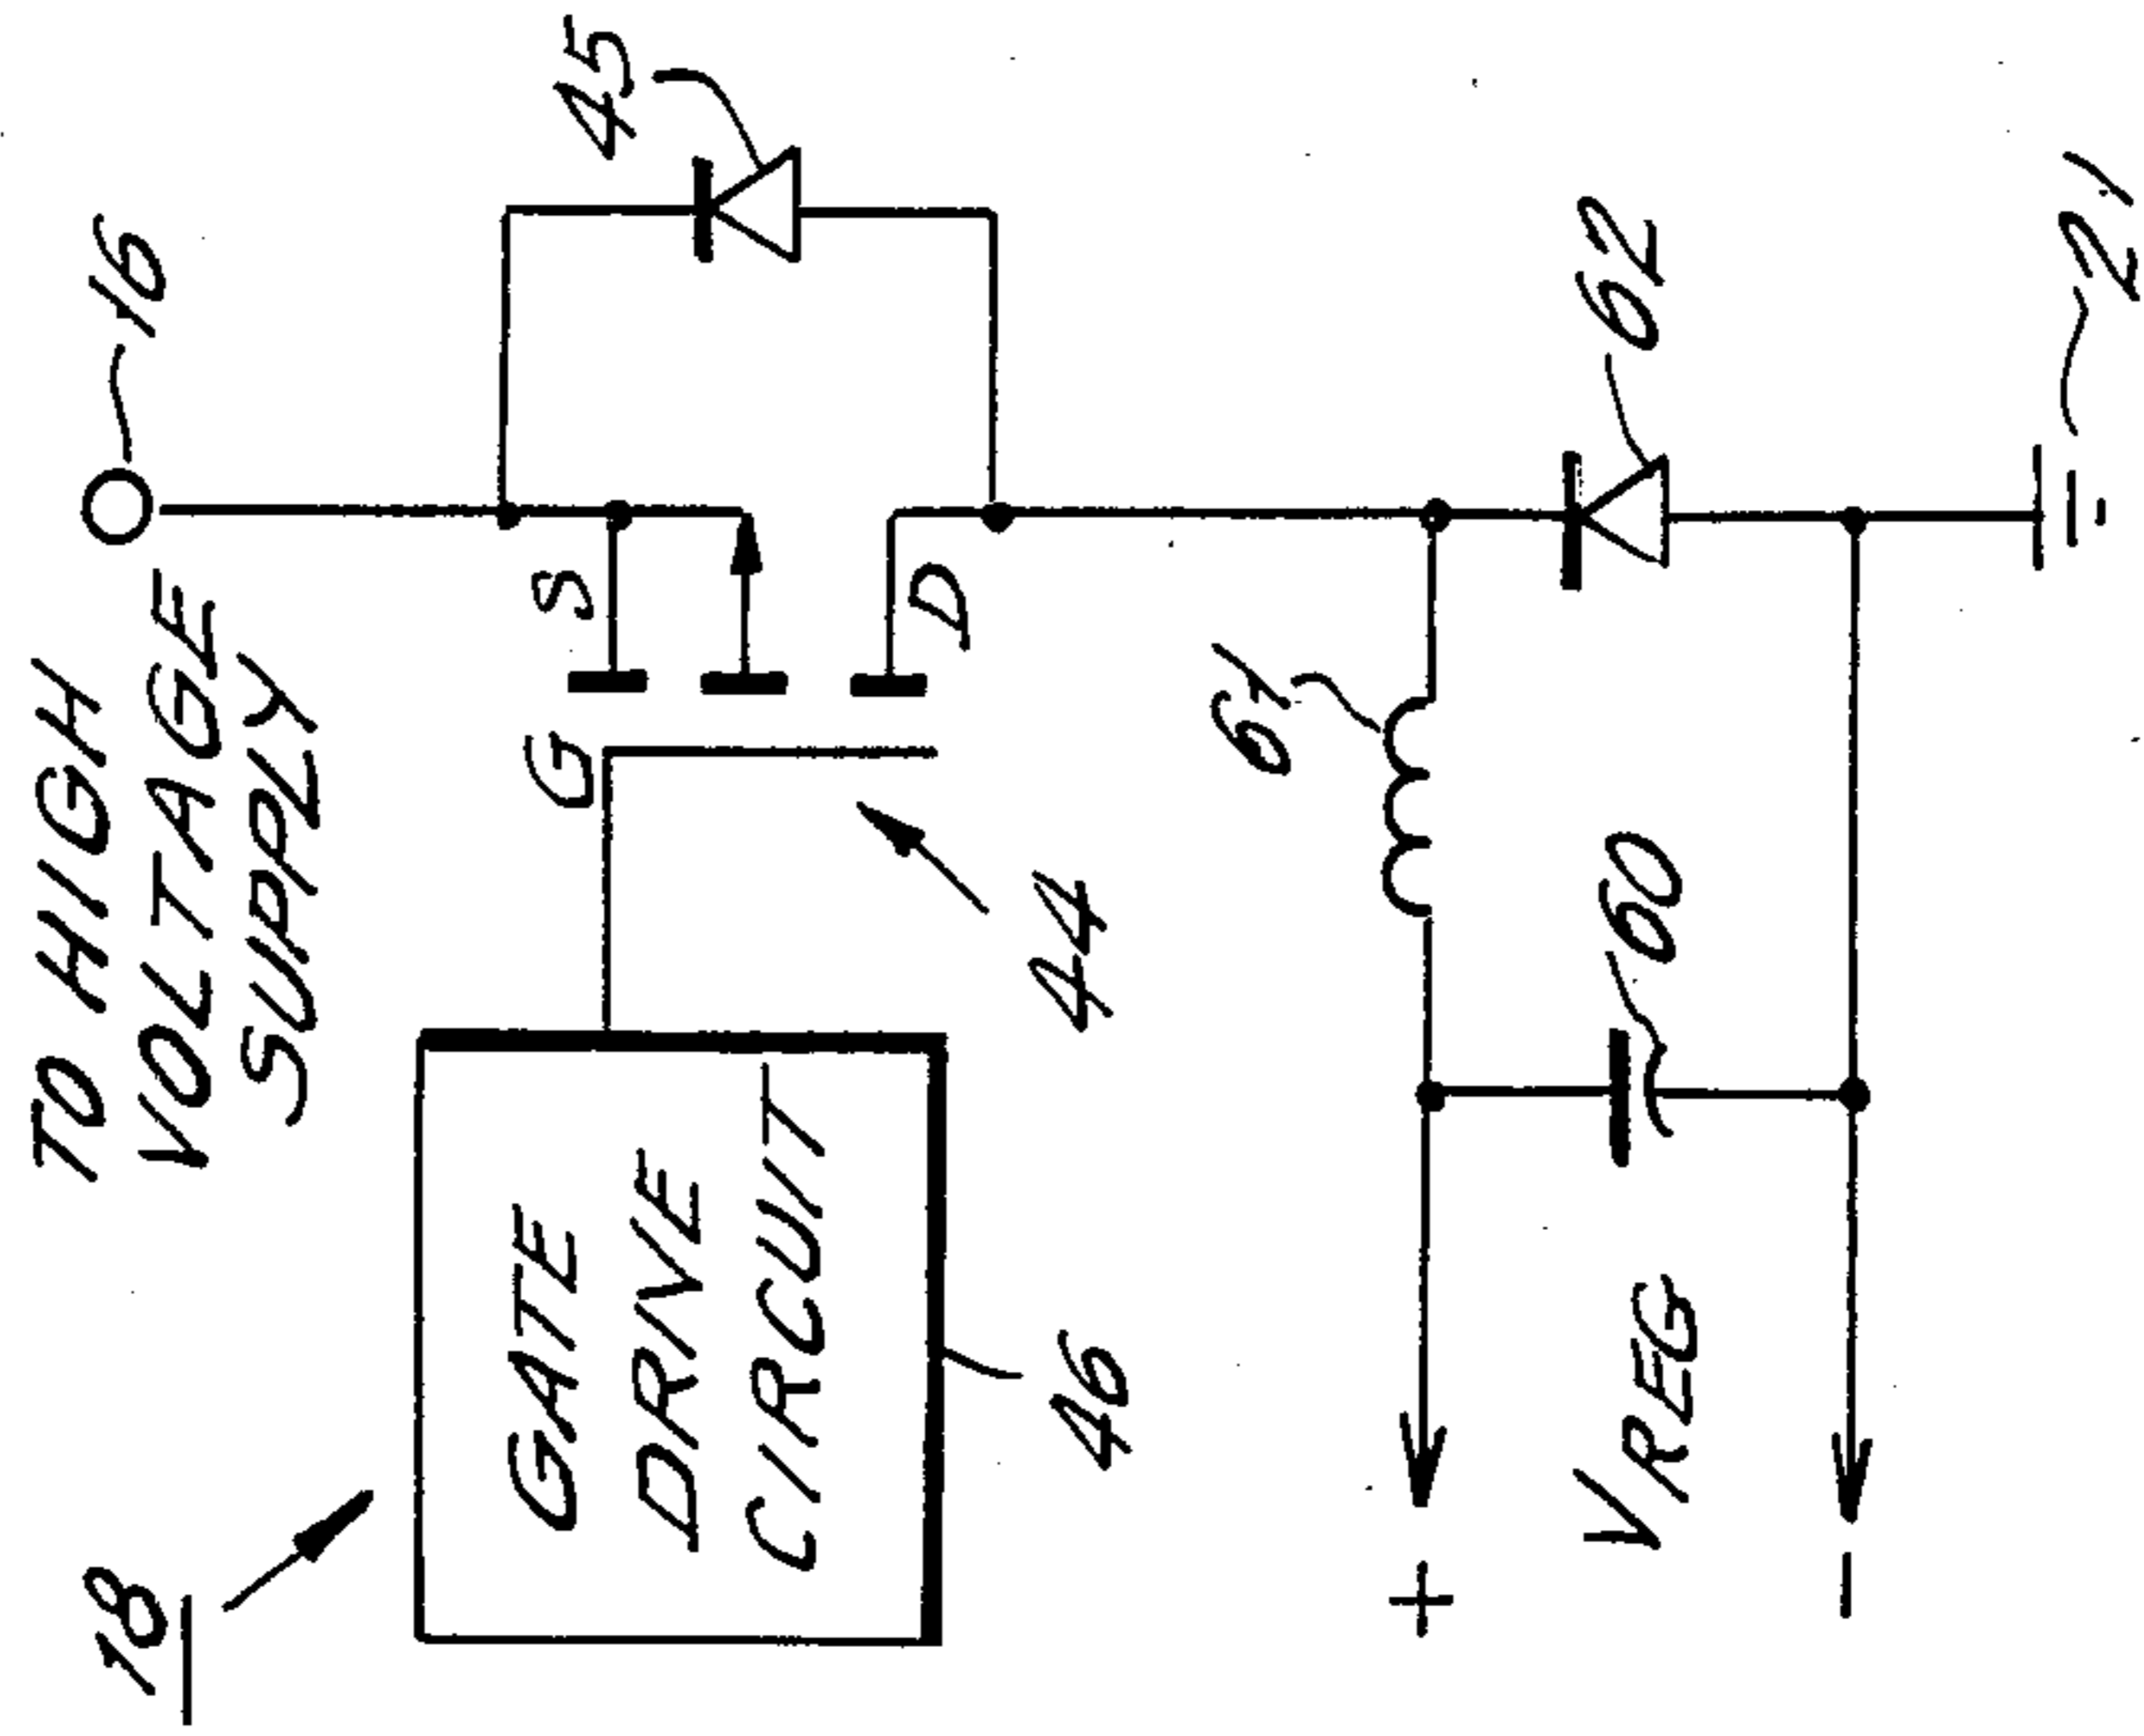 TO HIGH
VOLTAGE
SUPPLY
16
45
S
G
D
44
18
GATE
DRIVE
CIRCUIT
46
61
62
60
+
VREG
-
21